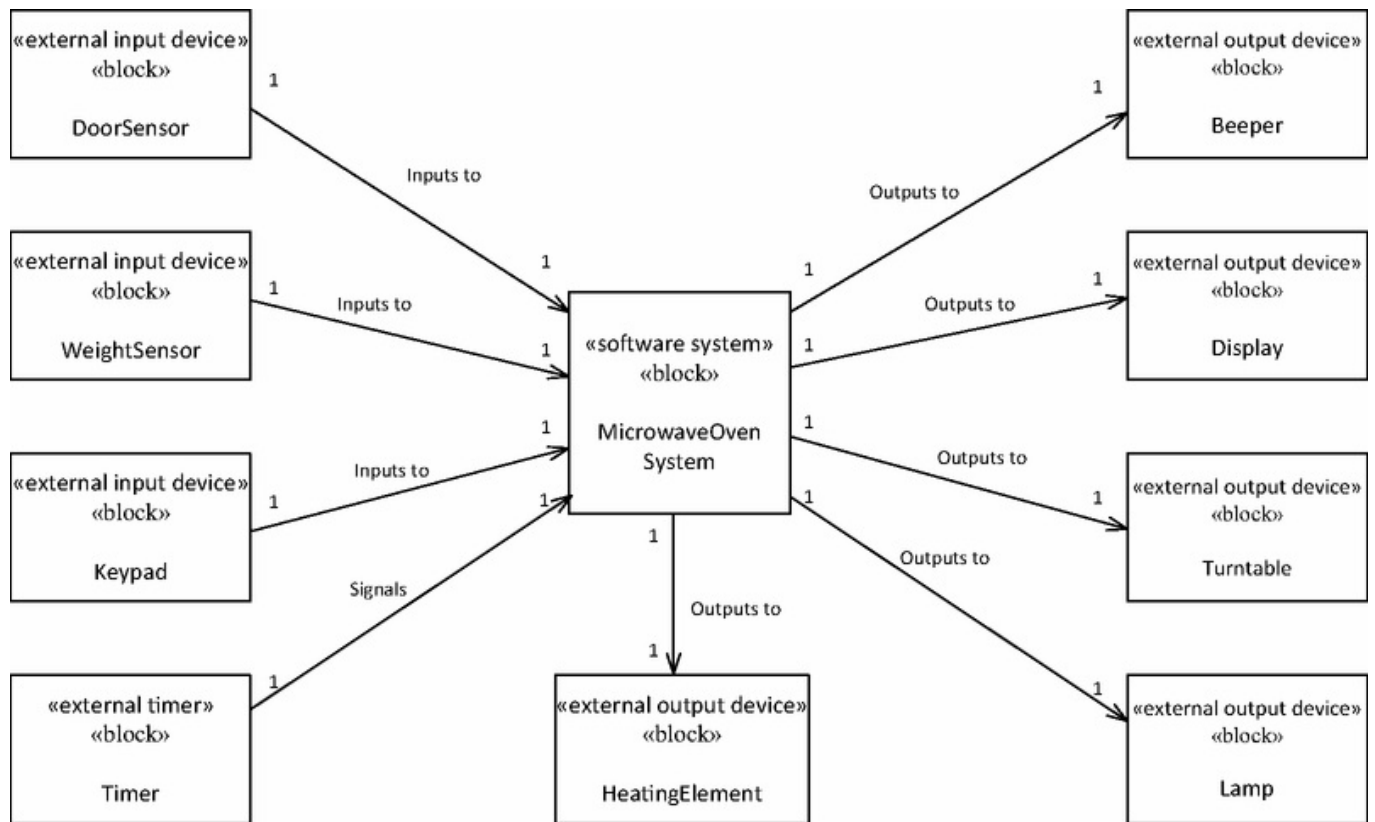 «external input device»
«block»
DoorSensor
1
Inputs to
1
«external input device»
«block»
WeightSensor
1
Inputs to
1
«external input device»
«block»
Keypad
1
Inputs to
1
«external timer»
«block»
Timer
1
Signals
1
«software system»
«block»
MicrowaveOven
System
1
Outputs to
1
«external output device»
«block»
HeatingElement
1
Outputs to
1
«external output device»
«block»
Beeper
1
Outputs to
1
«external output device»
«block»
Display
1
Outputs to
1
«external output device»
«block»
Turntable
1
Outputs to
1
«external output device»
«block»
Lamp